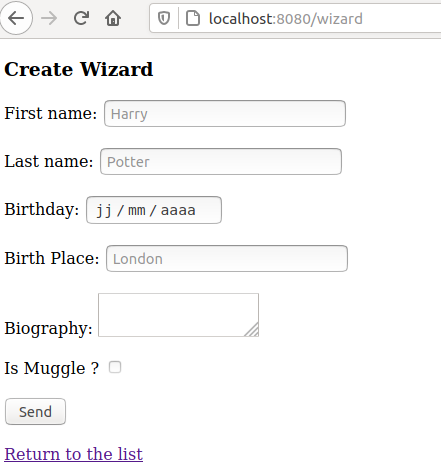 localhost:8080/wizard
Create Wizard
First name: Harry
Last name: Potter
Birthday: jj / mm / aaaa
Birth Place: London
Biography:
Is Muggle ?
Send
Return to the list